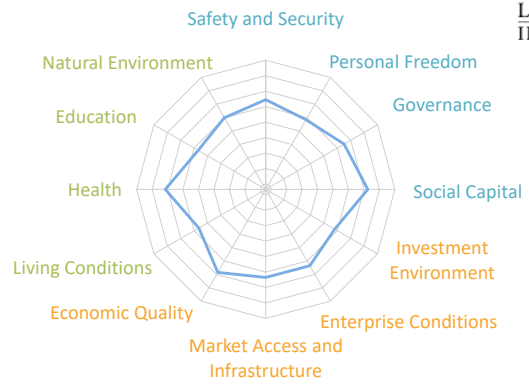 Safety and Security
Natural Environment
Personal Freedom
Education
Governance
Health
Social Capital
Investment
Environment
Living Conditions
Economic Quality
Enterprise Conditions
Market Access and
Infrastructure